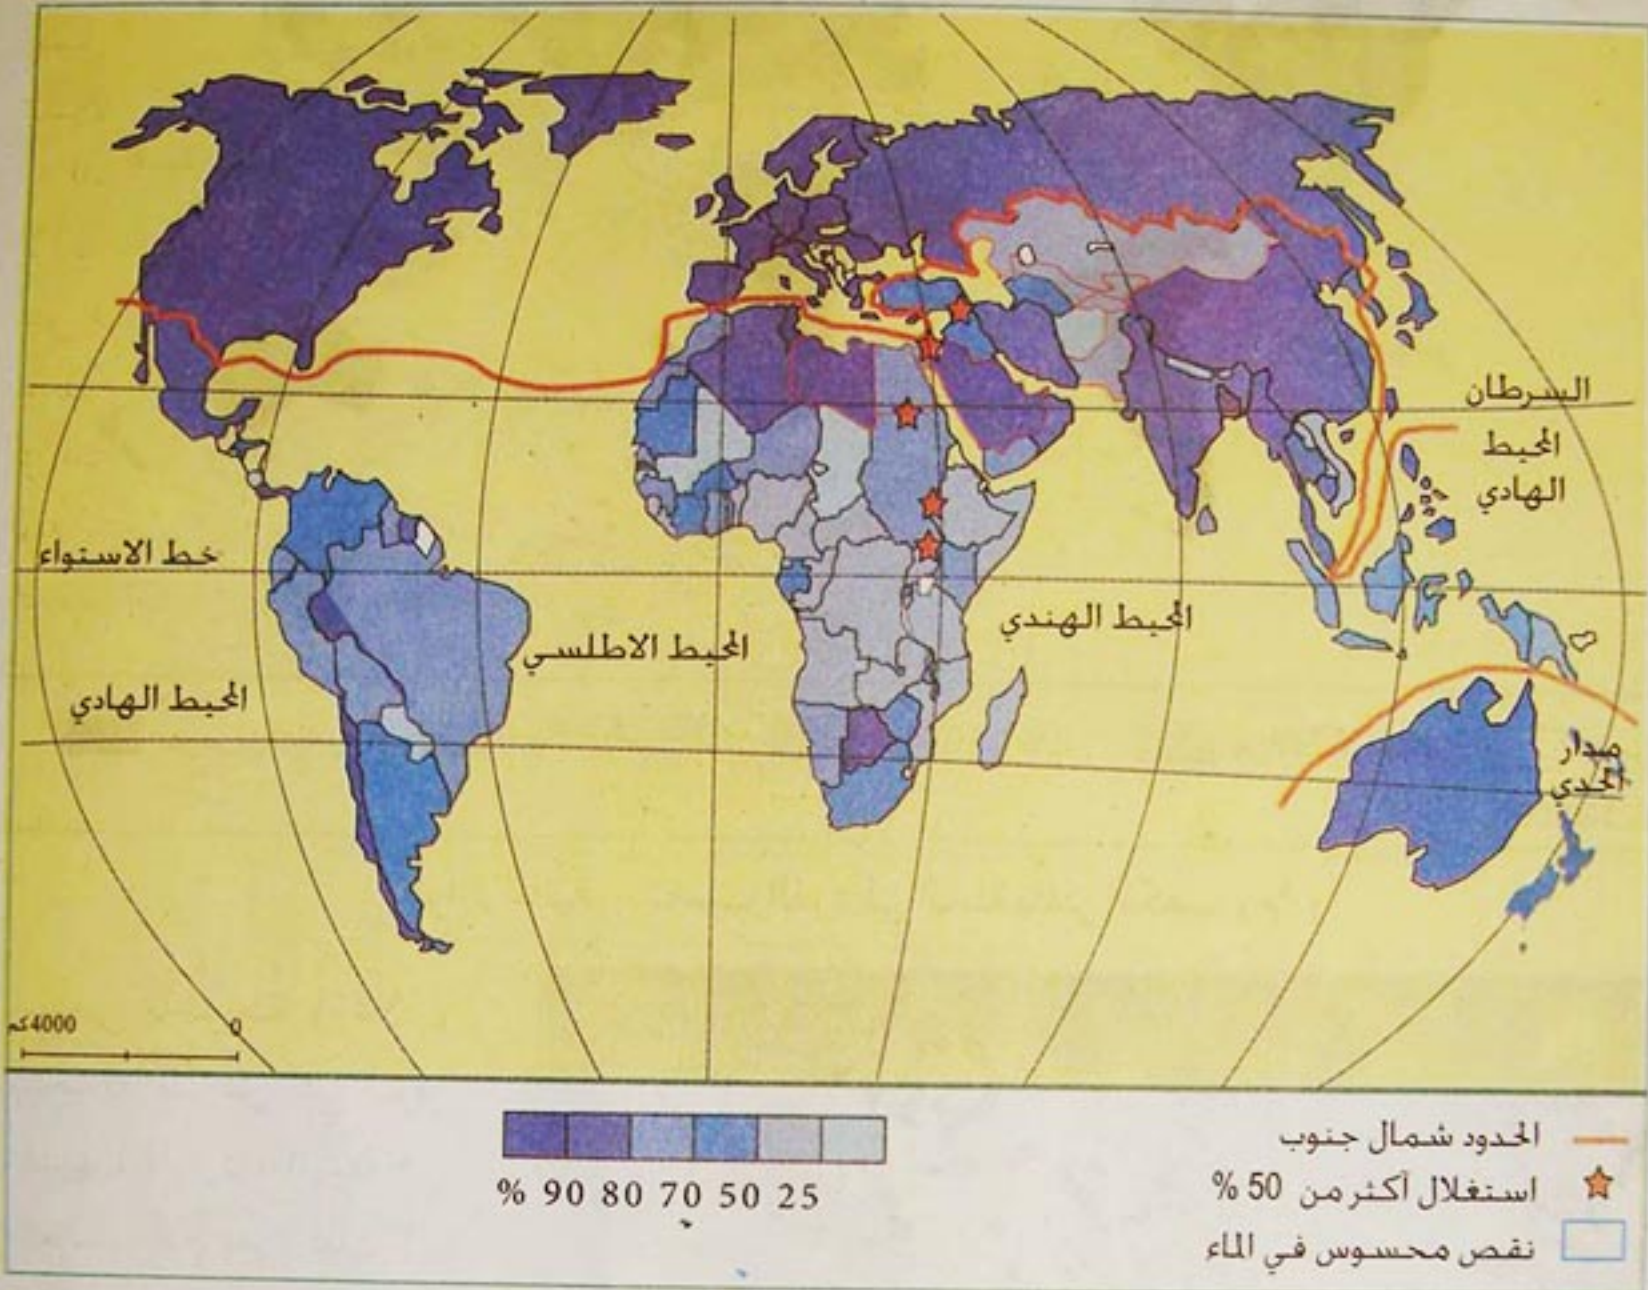 السرطان
المحيط
الهادي
خط الاستواء
المحيط الهندي
المحيط الاطلسي
المحيط الهادي
مدار
الجدي
4000كم 0
الحدود شمال جنوب
استغلال أكثر من 50 %
نقص محسوس في الماء
% 90 80 70 50 25